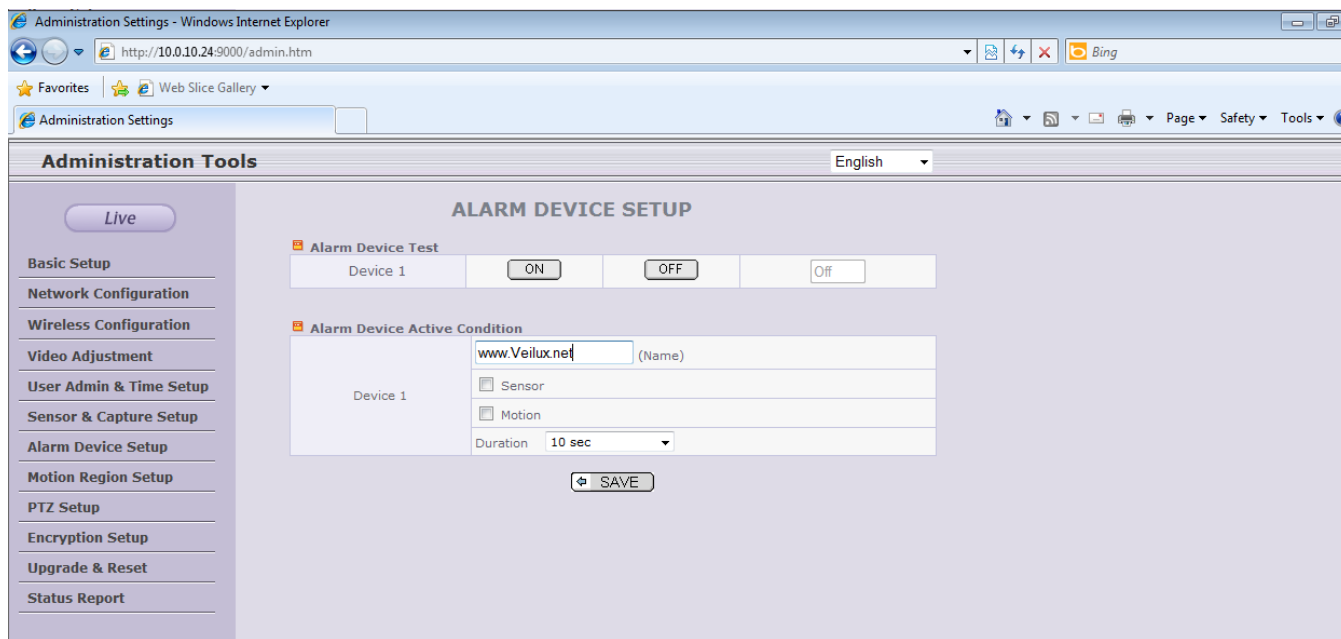 Administration Settings - Windows Internet Explorer
http://10.0.10.24:9000/admin.htm
Bing
Favorites Web Slice Gallery
Administration Settings
Page Safety Tools
Administration Tools
English
Live
Basic Setup
Network Configuration
Wireless Configuration
Video Adjustment
User Admin & Time Setup
Sensor & Capture Setup
Alarm Device Setup
Motion Region Setup
PTZ Setup
Encryption Setup
Upgrade & Reset
Status Report
ALARM DEVICE SETUP
Alarm Device Test
Device 1 ON OFF Off
Alarm Device Active Condition
Device 1
www.Veilux.net (Name)
Sensor
Motion
Duration 10 sec
SAVE